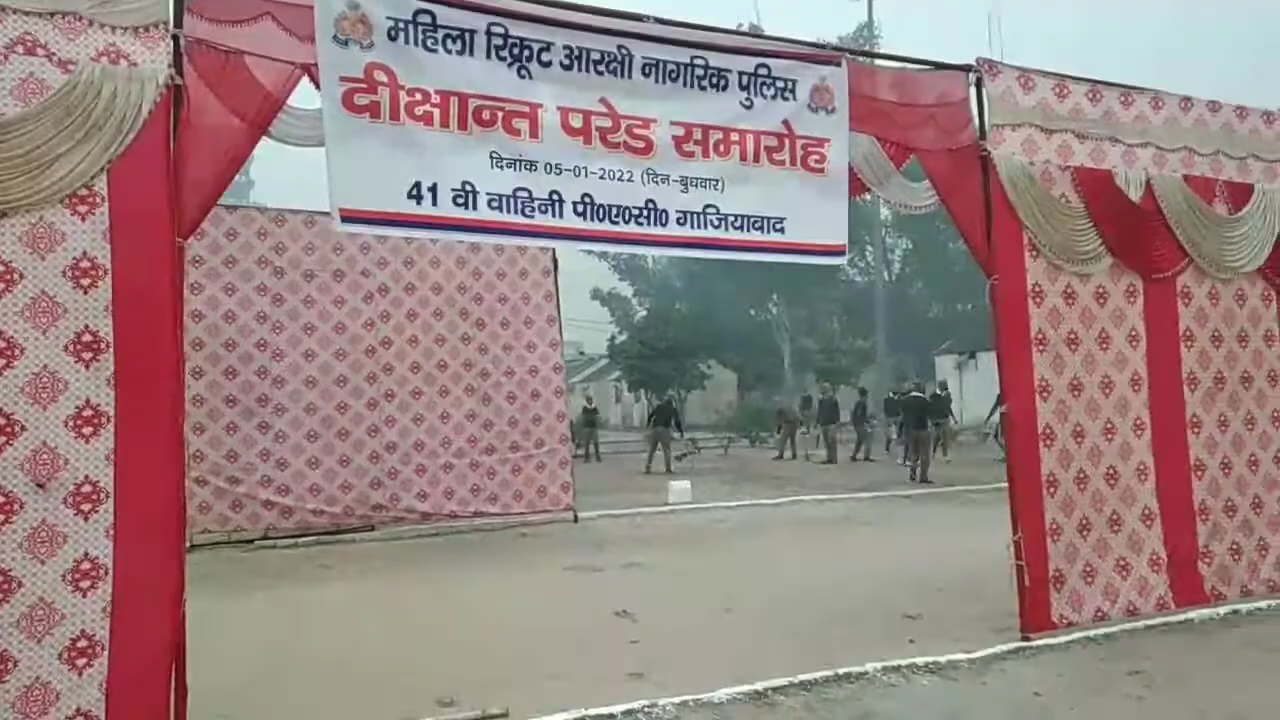 महिला रिक्रूट आरक्षी नागरिक पुलिस
दीक्षान्त परेड समारोह
दिनांक 05-01-2022 (दिन-बुधवार)
41 वी वाहिनी पी०ए०सी० गाजियाबाद